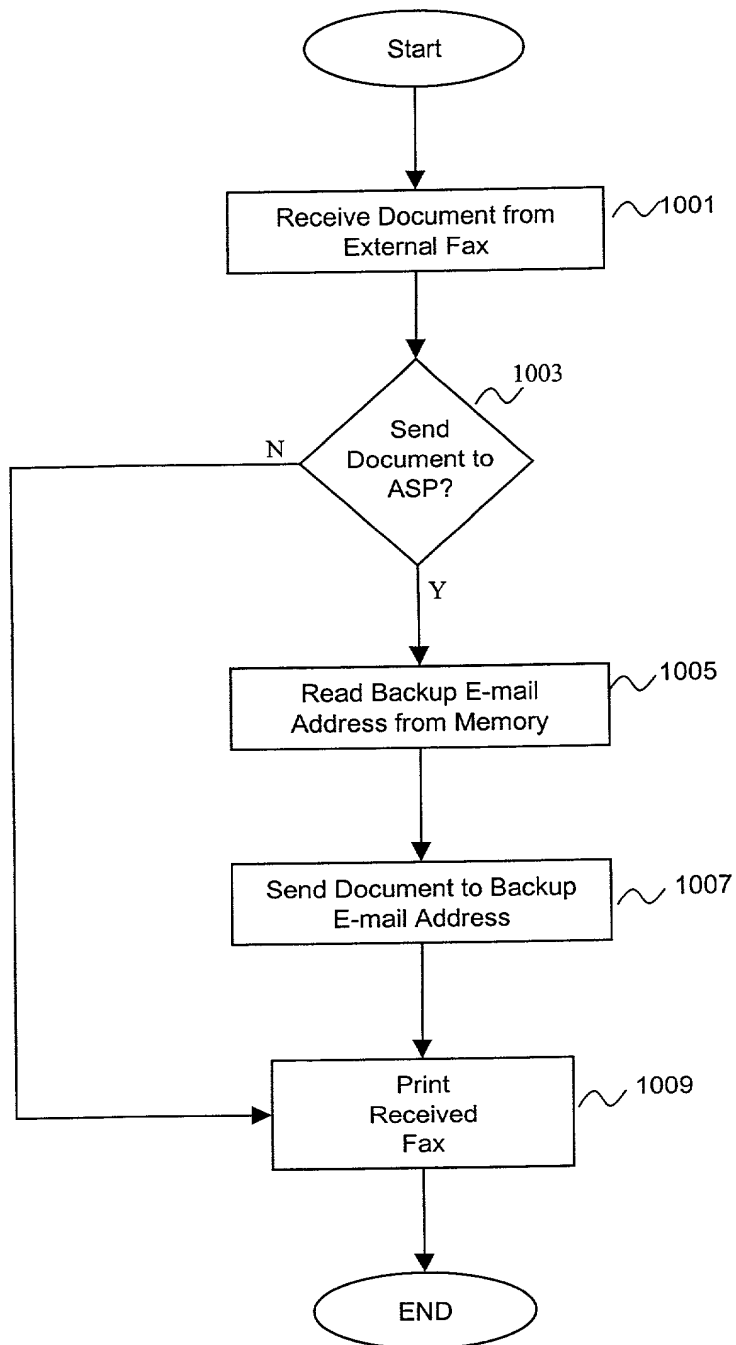 Start
Receive Document from
External Fax
1001
1003
Send
Document to
ASP?
N
Y
Read Backup E-mail
Address from Memory
1005
Send Document to Backup
E-mail Address
1007
Print
Received
Fax
1009
END